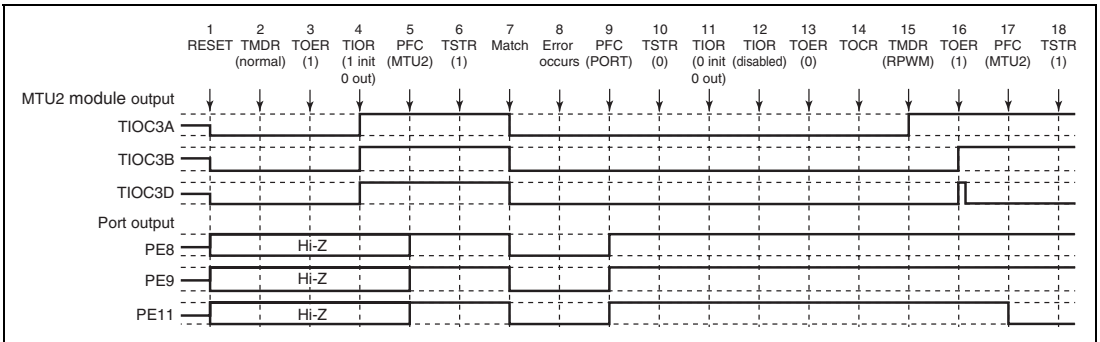 1 2 3 4 5 6 7 8 9 10 11 12 13 14 15 16 17 18
RESET TMDR TOER TIOR PFC TSTR Match Error PFC TSTR TIOR TIOR TOER TOCR TMDR TOER PFC TSTR
(normal) (1) (1 init (MTU2) (1) occurs (PORT) (0) (0 init (disabled) (0) (RPWM) (1) (MTU2) (1)
0 out) 0 out)
MTU2 module output
TIOC3A
TIOC3B
TIOC3D
Port output
PE8 Hi-Z
PE9 Hi-Z
PE11 Hi-Z